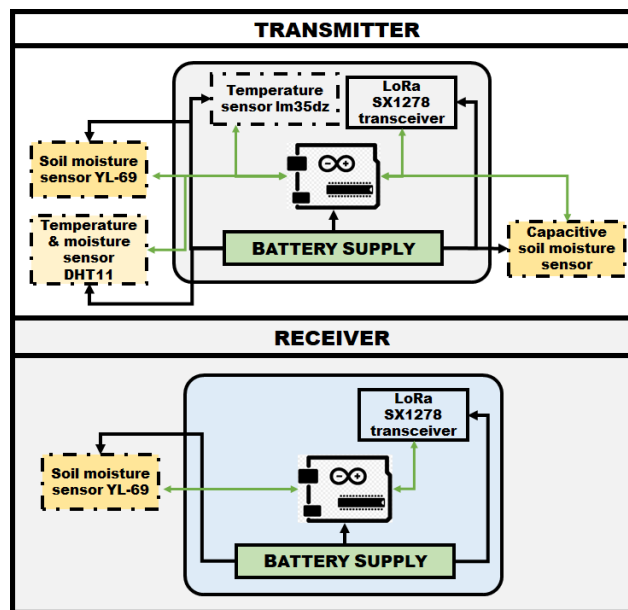 TRANSMITTER
Temperature
sensor lm35dz
LoRa
SX1278
transceiver
Soil moisture
sensor YL-69
Temperature
& moisture
sensor
DHT11
BATTERY SUPPLY
Capacitive
soil moisture
sensor
RECEIVER
LoRa
SX1278
transceiver
Soil moisture
sensor YL-69
BATTERY SUPPLY